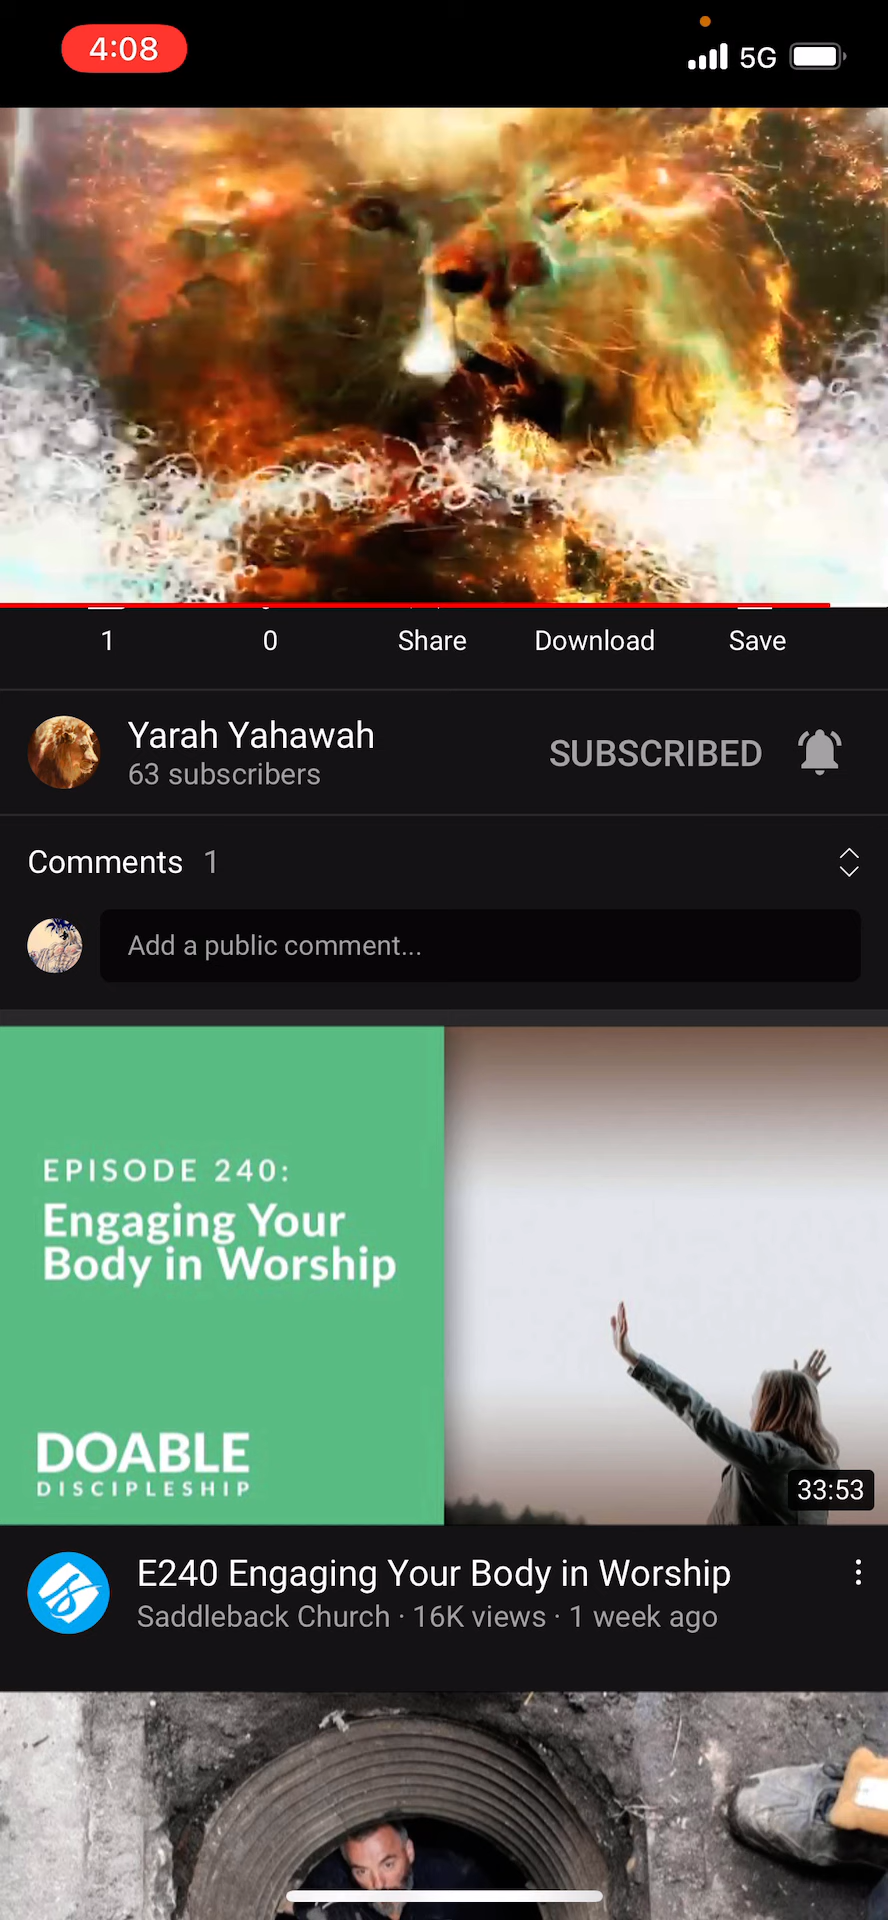 4:08
5G
1
0
Share
Download
Save
Yarah Yahawah
63 subscribers
SUBSCRIBED
Comments 1
Add a public comment...
EPISODE 240:
Engaging Your
Body in Worship
DOABLE
DISCIPLESHIP
33:53
E240 Engaging Your Body in Worship
Saddleback Church · 16K views · 1 week ago